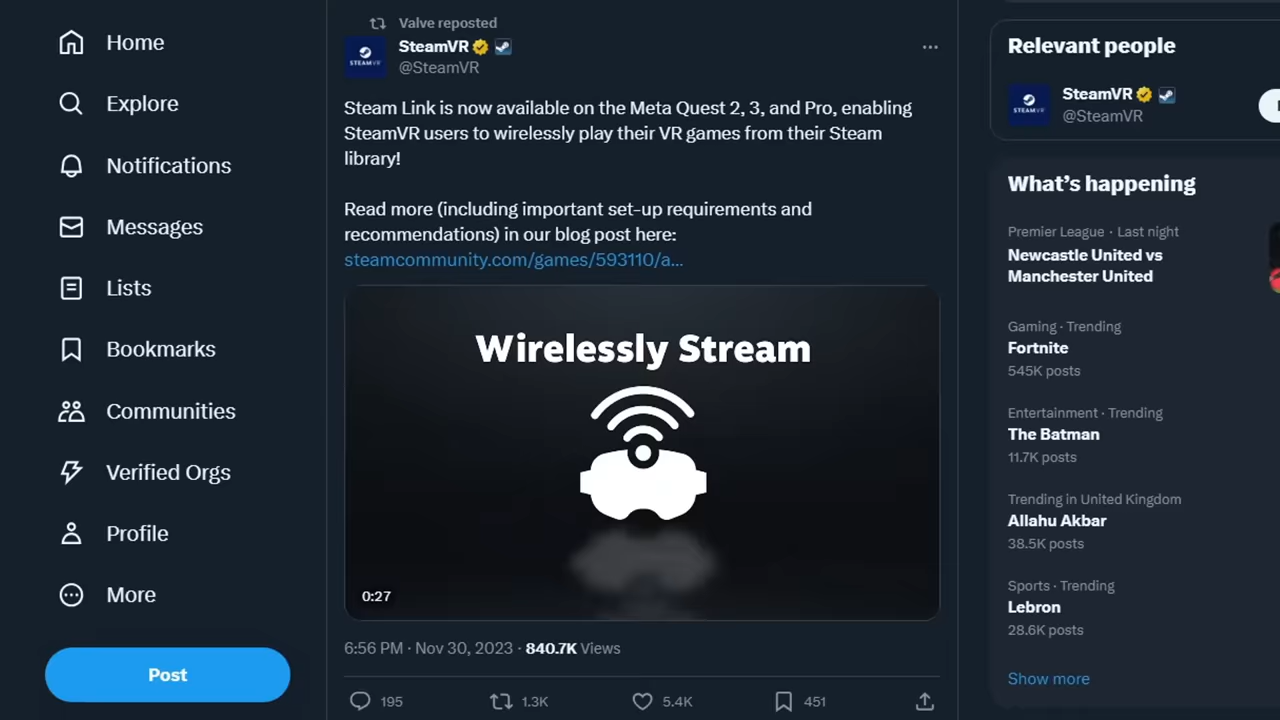 Home
Explore
Notifications
Messages
Lists
Bookmarks
Communities
Verified Orgs
Profile
More
Post
Valve reposted
SteamVR
@SteamVR
Steam Link is now available on the Meta Quest 2, 3, and Pro, enabling
SteamVR users to wirelessly play their VR games from their Steam
library!
Read more (including important set-up requirements and
recommendations) in our blog post here:
steamcommunity.com/games/593110/a...
Wirelessly Stream
0:27
6:56 PM · Nov 30, 2023 · 840.7K Views
195 1.3K 5.4K 451
Relevant people
STEAMVR
SteamVR
@SteamVR
What's happening
Premier League · Last night
Newcastle United vs
Manchester United
Gaming · Trending
Fortnite
545K posts
Entertainment · Trending
The Batman
11.7K posts
Trending in United Kingdom
Allahu Akbar
38.5K posts
Sports · Trending
Lebron
28.6K posts
Show more